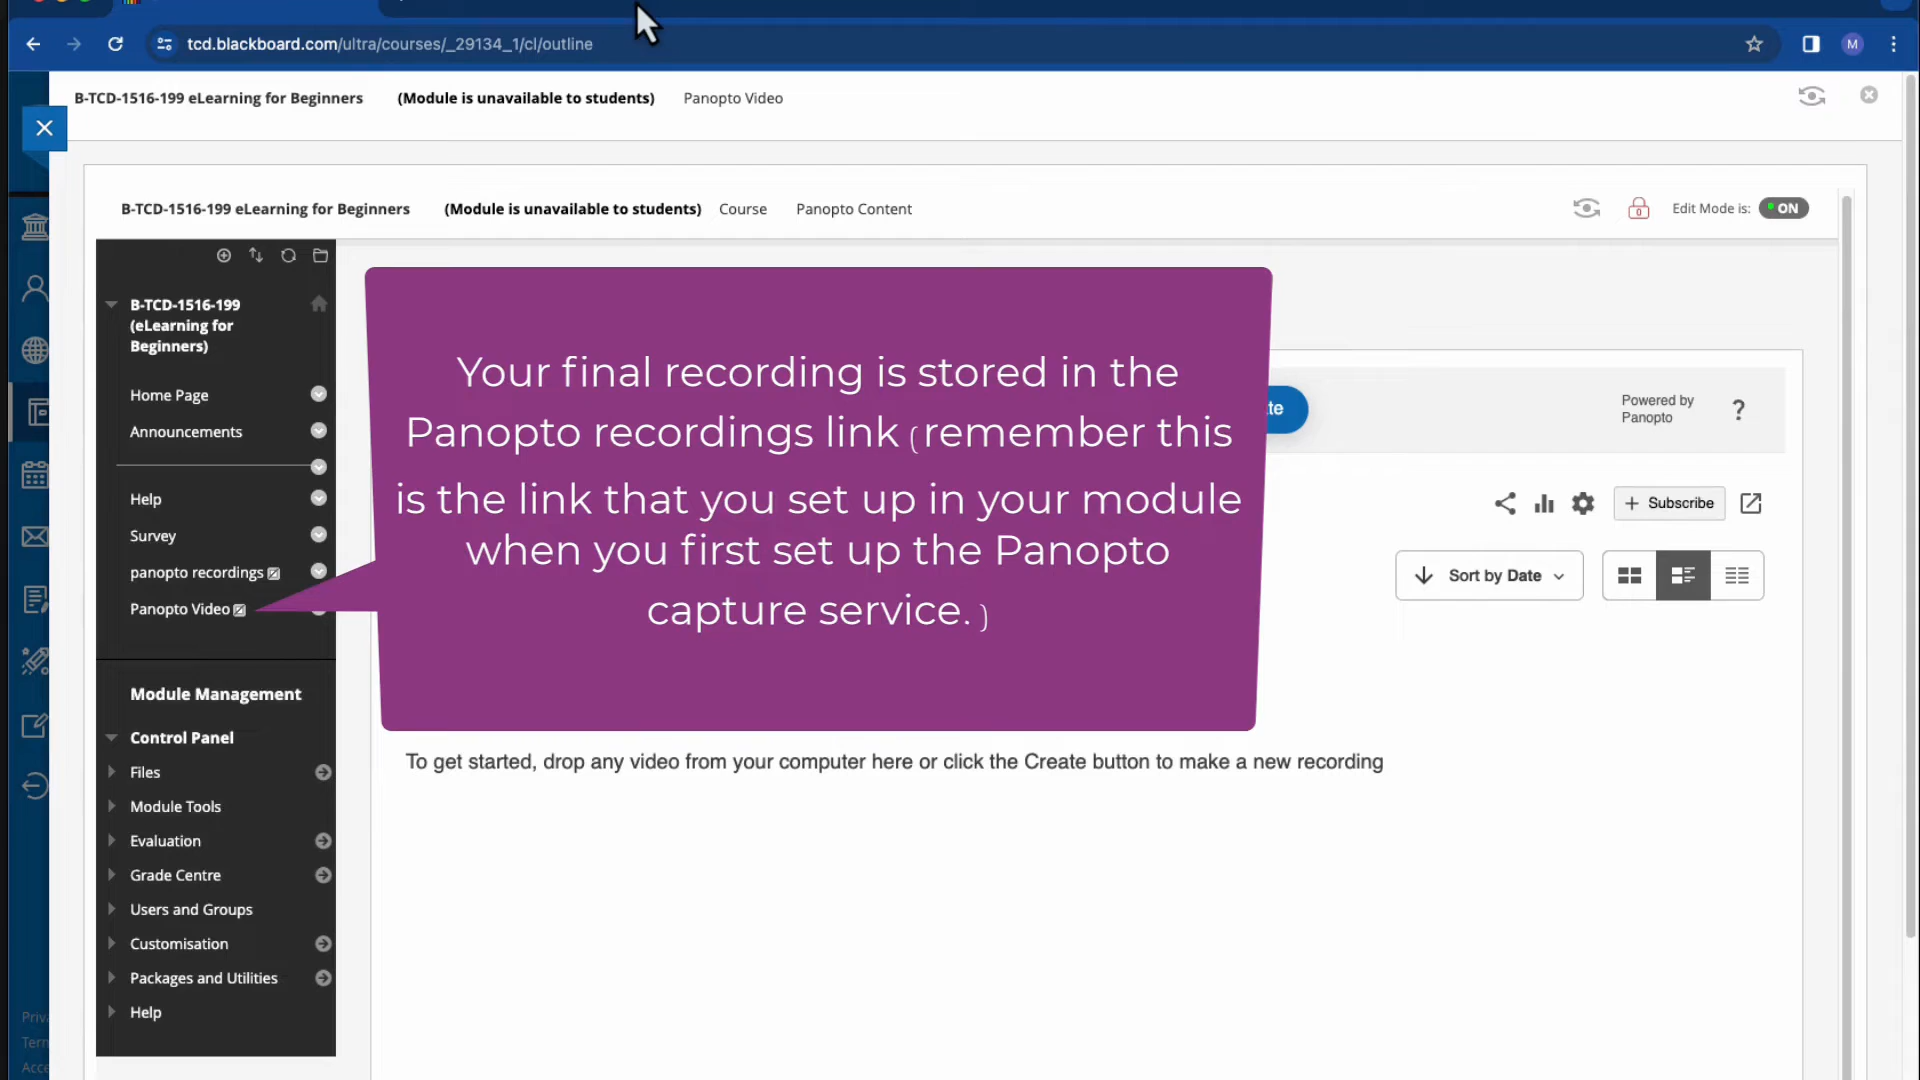 tcd.blackboard.com/ultra/courses/_29134_1/cl/outline
M
B-TCD-1516-199 eLearning for Beginners (Module is unavailable to students) Panopto Video
B-TCD-1516-199 eLearning for Beginners (Module is unavailable to students) Course Panopto Content
Edit Mode is: ON
B-TCD-1516-199
(eLearning for
Beginners)
Home Page
Announcements
Help
Survey
panopto recordings
Panopto Video
Module Management
Control Panel
Files
Module Tools
Evaluation
Grade Centre
Users and Groups
Customisation
Packages and Utilities
Help
Your final recording is stored in the
Panopto recordings link (remember this
is the link that you set up in your module
when you first set up the Panopto
capture service.)
te
Powered by
Panopto
?
+ Subscribe
Sort by Date
To get started, drop any video from your computer here or click the Create button to make a new recording
Priva
Term
Acce